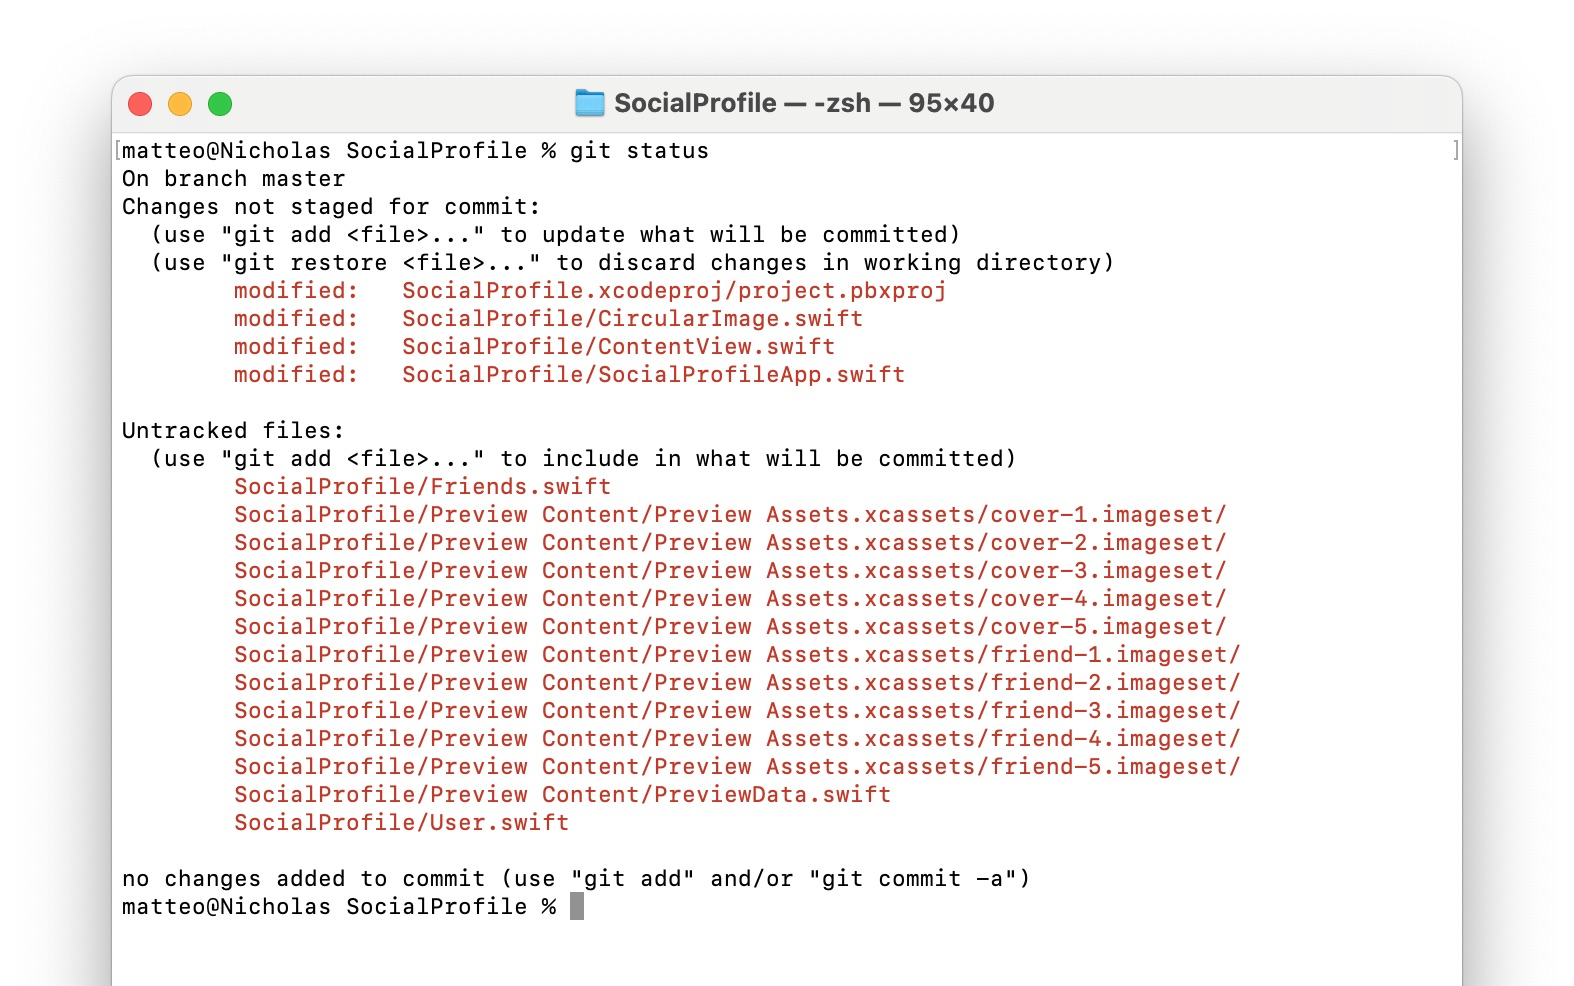 SocialProfile — -zsh — 95×40
[matteo@Nicholas SocialProfile % git status ]
On branch master
Changes not staged for commit:
  (use "git add <file>..." to update what will be committed)
  (use "git restore <file>..." to discard changes in working directory)
        modified:   SocialProfile.xcodeproj/project.pbxproj
        modified:   SocialProfile/CircularImage.swift
        modified:   SocialProfile/ContentView.swift
        modified:   SocialProfile/SocialProfileApp.swift

Untracked files:
  (use "git add <file>..." to include in what will be committed)
        SocialProfile/Friends.swift
        SocialProfile/Preview Content/Preview Assets.xcassets/cover-1.imageset/
        SocialProfile/Preview Content/Preview Assets.xcassets/cover-2.imageset/
        SocialProfile/Preview Content/Preview Assets.xcassets/cover-3.imageset/
        SocialProfile/Preview Content/Preview Assets.xcassets/cover-4.imageset/
        SocialProfile/Preview Content/Preview Assets.xcassets/cover-5.imageset/
        SocialProfile/Preview Content/Preview Assets.xcassets/friend-1.imageset/
        SocialProfile/Preview Content/Preview Assets.xcassets/friend-2.imageset/
        SocialProfile/Preview Content/Preview Assets.xcassets/friend-3.imageset/
        SocialProfile/Preview Content/Preview Assets.xcassets/friend-4.imageset/
        SocialProfile/Preview Content/Preview Assets.xcassets/friend-5.imageset/
        SocialProfile/Preview Content/PreviewData.swift
        SocialProfile/User.swift

no changes added to commit (use "git add" and/or "git commit -a")
matteo@Nicholas SocialProfile %